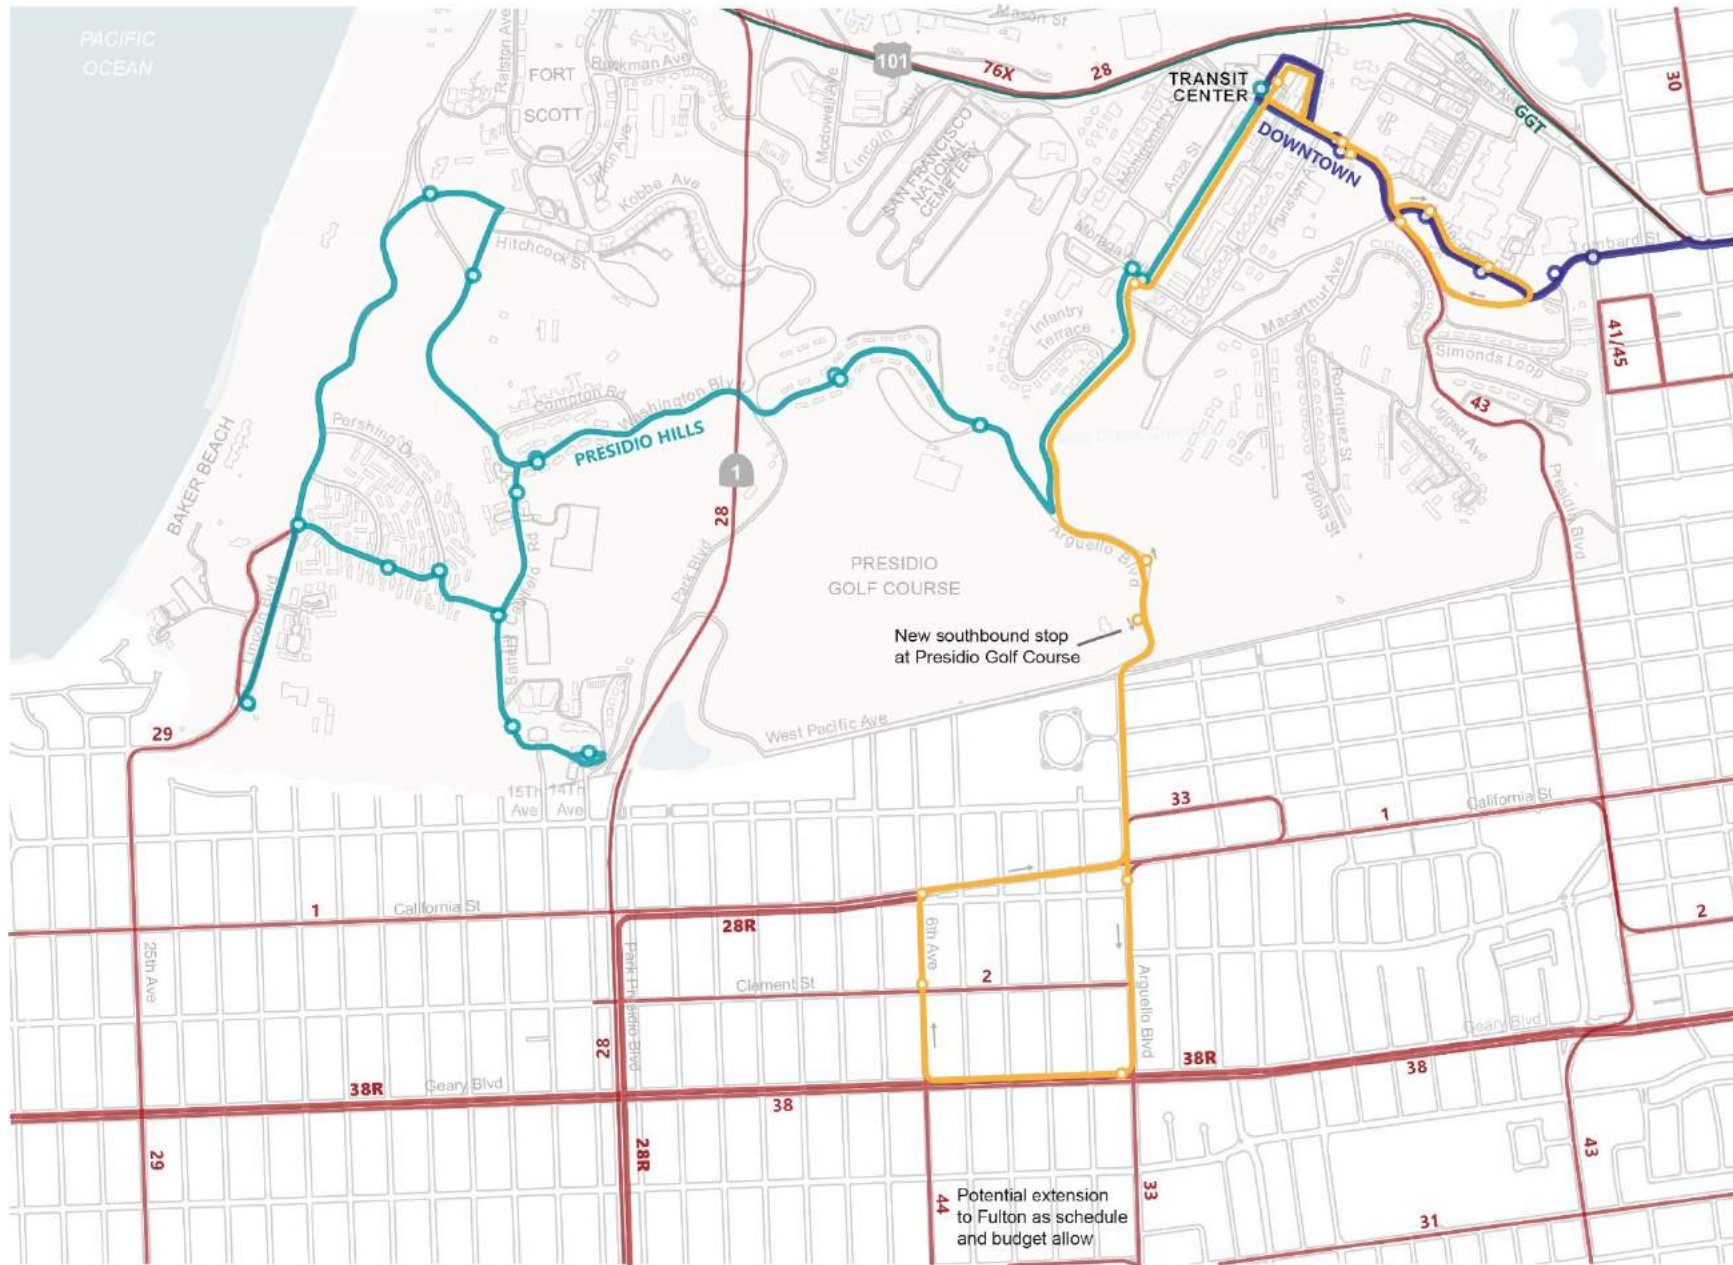 PACIFIC
OCEAN
Mason St
Ralston Ave
Ruckman Ave
FORT
SCOTT
Upton Ave
Kobbe Ave
Hitchcock St
101
76X
28
Mcdowell Ave
Lincoln Blvd
SAN FRANCISCO
NATIONAL
CEMETERY
TRANSIT
CENTER
Montgomery
Anza St
DOWNTOWN
Funston Ave
Gorgas Ave
GGT
30
Lombard St
Moraga
Infantry
Terrace
Macarthur Ave
41/45
Simonds Loop
Rodriguez St
Liggett Ave
43
Portola St
Presidio Blvd
BAKER BEACH
Pershing Dr
Compton Rd
Washington Blvd
PRESIDIO HILLS
1
28
Park Blvd
Lincoln Blvd
Battery Caulfield Rd
PRESIDIO
GOLF COURSE
Arguello Blvd
New southbound stop
at Presidio Golf Course
West Pacific Ave
29
15Th
Ave
14Th
Ave
33
1
California St
1
California St
28R
6th Ave
2
25th Ave
Park Presidio Blvd
Clement St
2
Arguello Blvd
28
38R
Geary Blvd
38
38R
Geary Blvd
38
29
28R
44
Potential extension
to Fulton as schedule
and budget allow
33
43
31